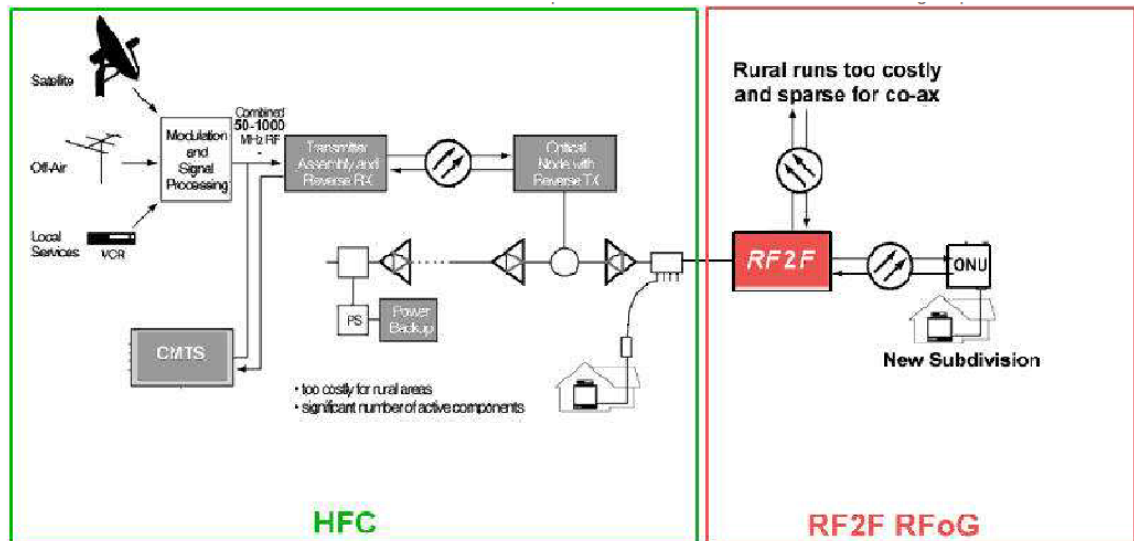 Satellite
Off-Air
Local
Services
VCR
Modulation
and
Signal
Processing
Combined
50-1000
MHz RF
Transmitter
Assembly and
Reverse RX
Optical
Node with
Reverse TX
PS
Power
Backup
CMTS
• too costly for rural areas
• significant number of active components
HFC
Rural runs too costly
and sparse for co-ax
RF2F
ONU
New Subdivision
RF2F RFoG